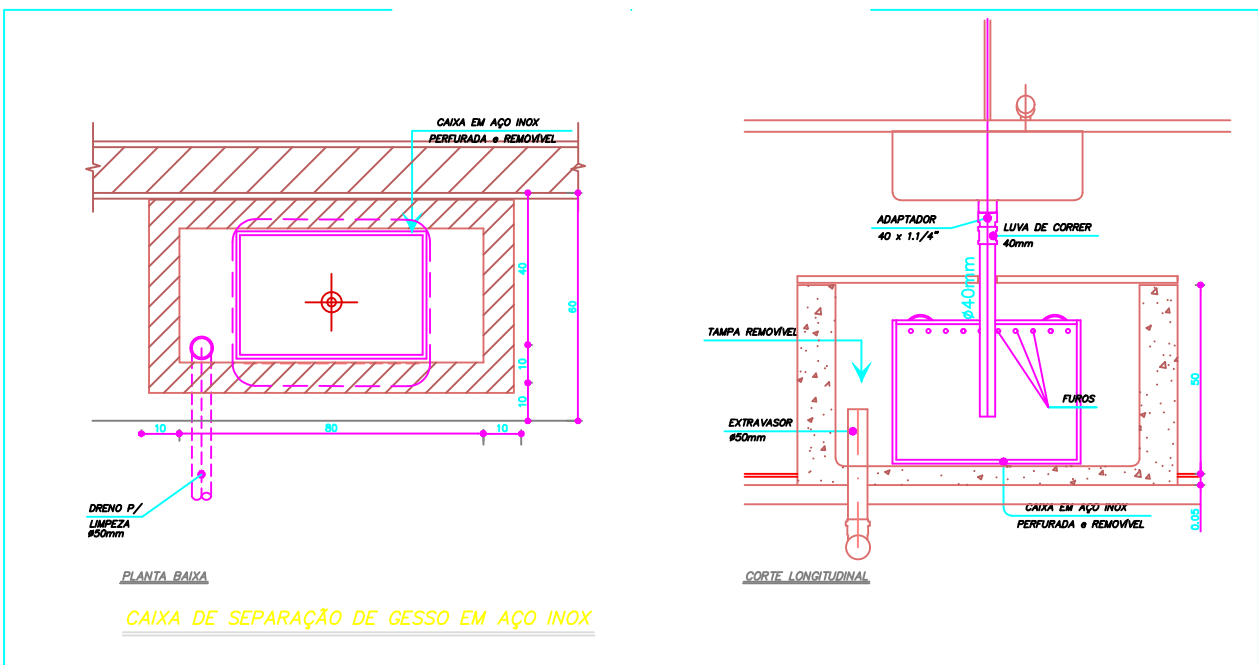 CAIXA EM AÇO INOX
PERFURADA e REMOVÍVEL
40
60
10
10
10
80
10
DRENO P/
LIMPEZA
ø50mm
PLANTA BAIXA
CAIXA DE SEPARAÇÃO DE GESSO EM AÇO INOX
ADAPTADOR
40 x 1.1/4"
LUVA DE CORRER
40mm
ø40mm
TAMPA REMOVÍVEL
FUROS
50
EXTRAVASOR
ø50mm
CAIXA EM AÇO INOX
PERFURADA e REMOVÍVEL
0.05
CORTE LONGITUDINAL